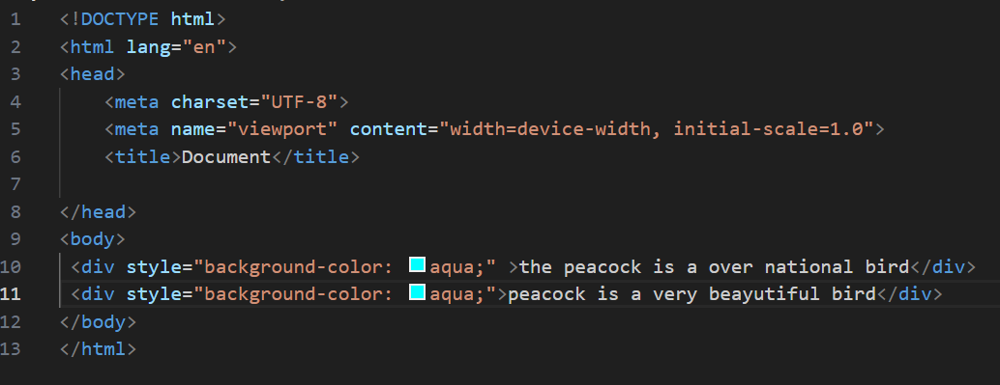 1 <!DOCTYPE html>
2 <html lang="en">
3 <head>
4     <meta charset="UTF-8">
5     <meta name="viewport" content="width=device-width, initial-scale=1.0">
6     <title>Document</title>
7
8 </head>
9 <body>
10  <div style="background-color: aqua;" >the peacock is a over national bird</div>
11  <div style="background-color: aqua;">peacock is a very beayutiful bird</div>
12 </body>
13 </html>